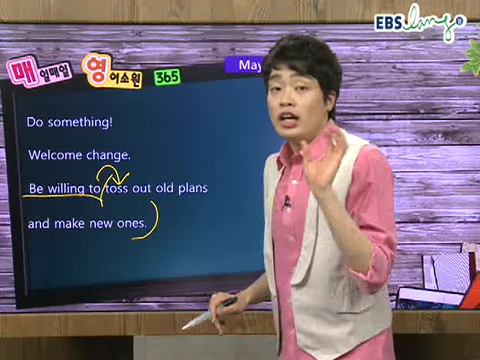 EBSlang
매일매일 영어소원 365
May
Do something!
Welcome change.
Be willing to toss out old plans
and make new ones.